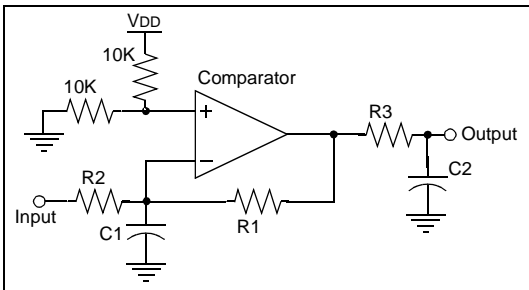 VDD
10K
10K
Comparator
+
R3
Output
−
R2
C2
Input
C1
R1